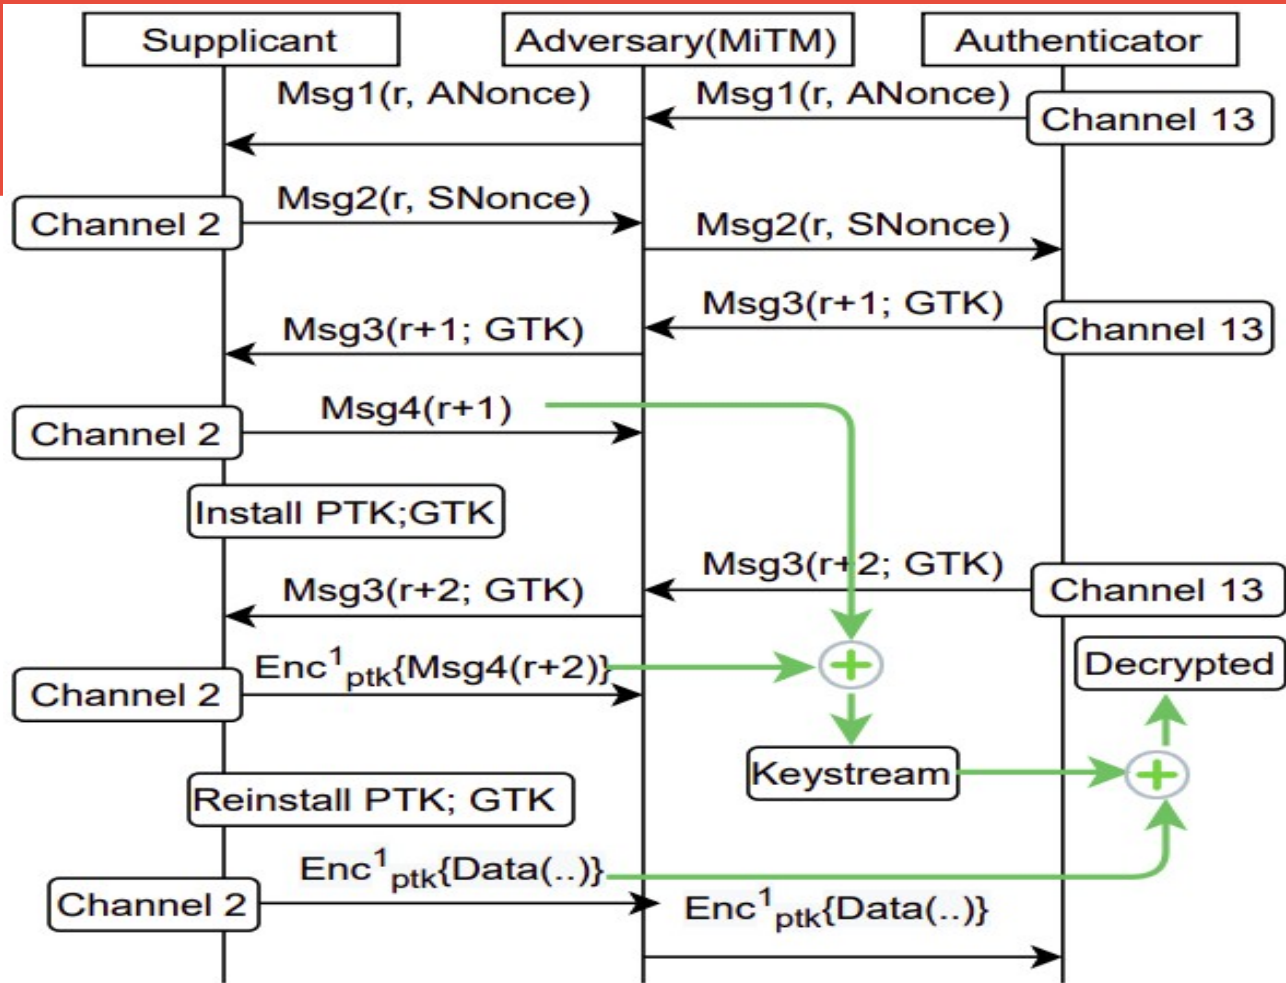 Supplicant
Adversary(MiTM)
Authenticator
Msg1(r, ANonce)
Msg1(r, ANonce)
Channel 13
Channel 2
Msg2(r, SNonce)
Msg2(r, SNonce)
Msg3(r+1; GTK)
Msg3(r+1; GTK)
Channel 13
Channel 2
Msg4(r+1)
Install PTK;GTK
Msg3(r+2; GTK)
Msg3(r+2; GTK)
Channel 13
Channel 2
Enc¹ptk{Msg4(r+2)}
Decrypted
Keystream
Reinstall PTK; GTK
Channel 2
Enc¹ptk{Data(..)}
Enc¹ptk{Data(..)}